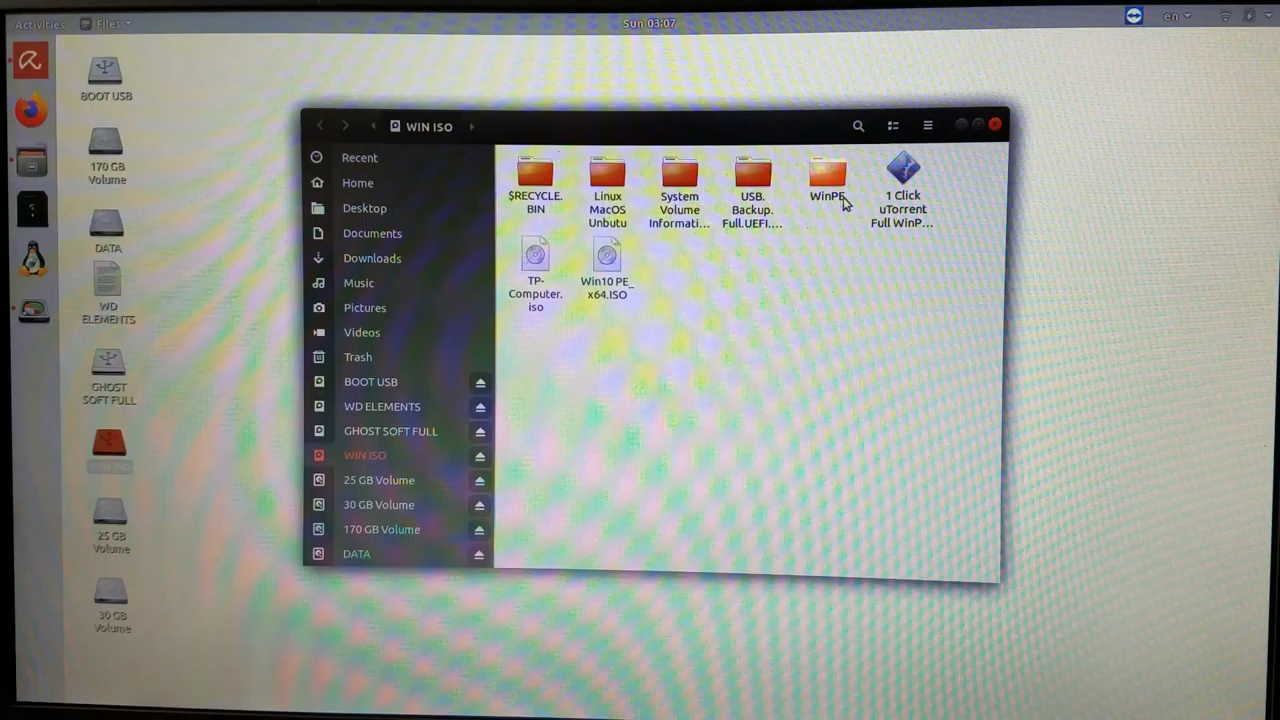 Activities
Files
Sun 03:07
en
BOOT USB
170 GB
Volume
DATA
WD
ELEMENTS
GHOST
SOFT FULL
25 GB
Volume
30 GB
Volume
WIN ISO
Recent
Home
Desktop
Documents
Downloads
Music
Pictures
Videos
Trash
BOOT USB
WD ELEMENTS
GHOST SOFT FULL
WIN ISO
25 GB Volume
30 GB Volume
170 GB Volume
DATA
$RECYCLE.
BIN
Linux
MacOS
Unbutu
System
Volume
Informati...
USB.
Backup.
Full.UEFI....
WinPE
1 Click
uTorrent
Full WinP...
TP-
Computer.
iso
Win10 PE_
x64.ISO